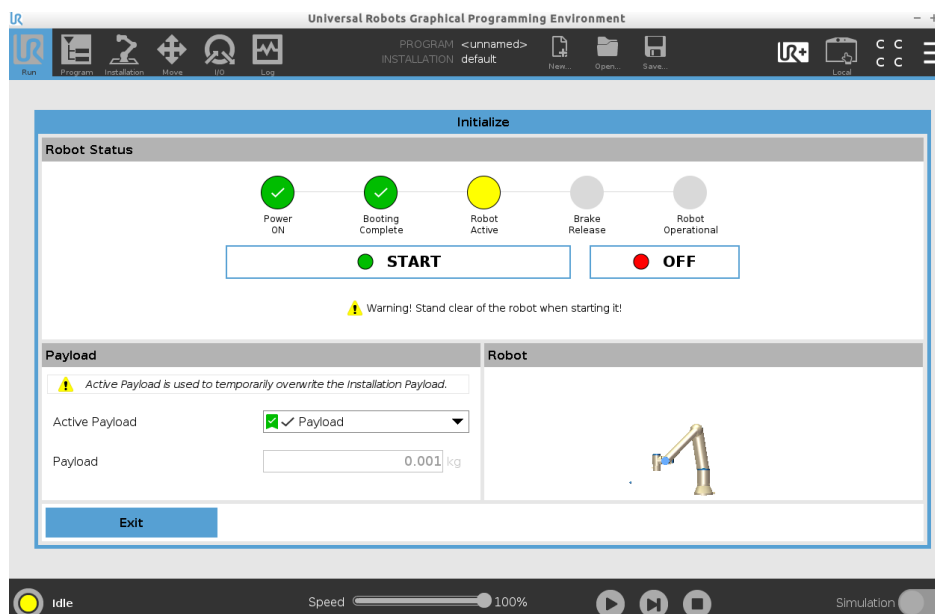 UR
Universal Robots Graphical Programming Environment
UR
Run
Program
Installation
Move
I/O
Log
PROGRAM <unnamed>
INSTALLATION default
New...
Open...
Save...
UR+
Local
C C
C C
Initialize
Robot Status
Power
ON
Booting
Complete
Robot
Active
Brake
Release
Robot
Operational
START
OFF
Warning! Stand clear of the robot when starting it!
Payload
Active Payload is used to temporarily overwrite the Installation Payload.
Active Payload
Payload
Payload
0.001 kg
Robot
Exit
Idle
Speed
100%
Simulation